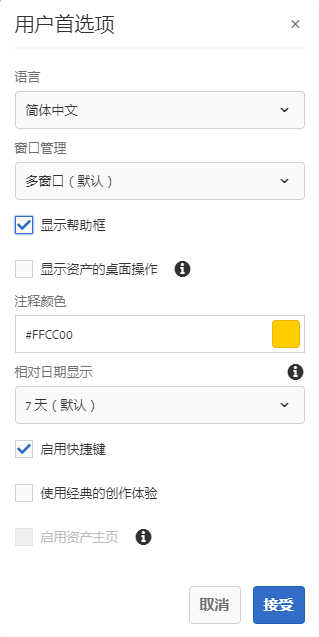 用户首选项
语言
简体中文
窗口管理
多窗口（默认）
显示帮助框
显示资产的桌面操作
注释颜色
#FFCC00
相对日期显示
7 天（默认）
启用快捷键
使用经典的创作体验
启用资产主页
取消 接受